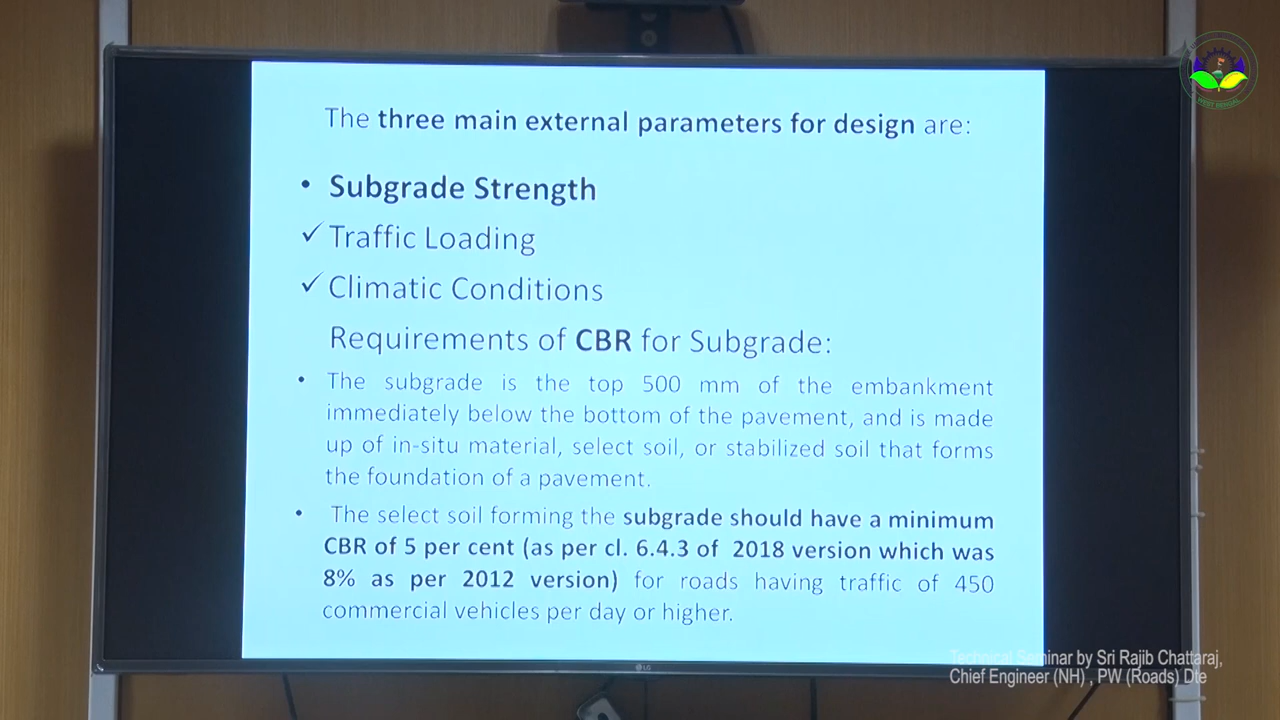 The three main external parameters for design are:
• Subgrade Strength
✓ Traffic Loading
✓ Climatic Conditions
Requirements of CBR for Subgrade:
• The subgrade is the top 500 mm of the embankment
immediately below the bottom of the pavement, and is made
up of in-situ material, select soil, or stabilized soil that forms
the foundation of a pavement.
• The select soil forming the subgrade should have a minimum
CBR of 5 per cent (as per cl. 6.4.3 of 2018 version which was
8% as per 2012 version) for roads having traffic of 450
commercial vehicles per day or higher.
LG
Technical Seminar by Sri Rajib Chattaraj,
Chief Engineer (NH) , PW (Roads) Dte
WEST BENGAL